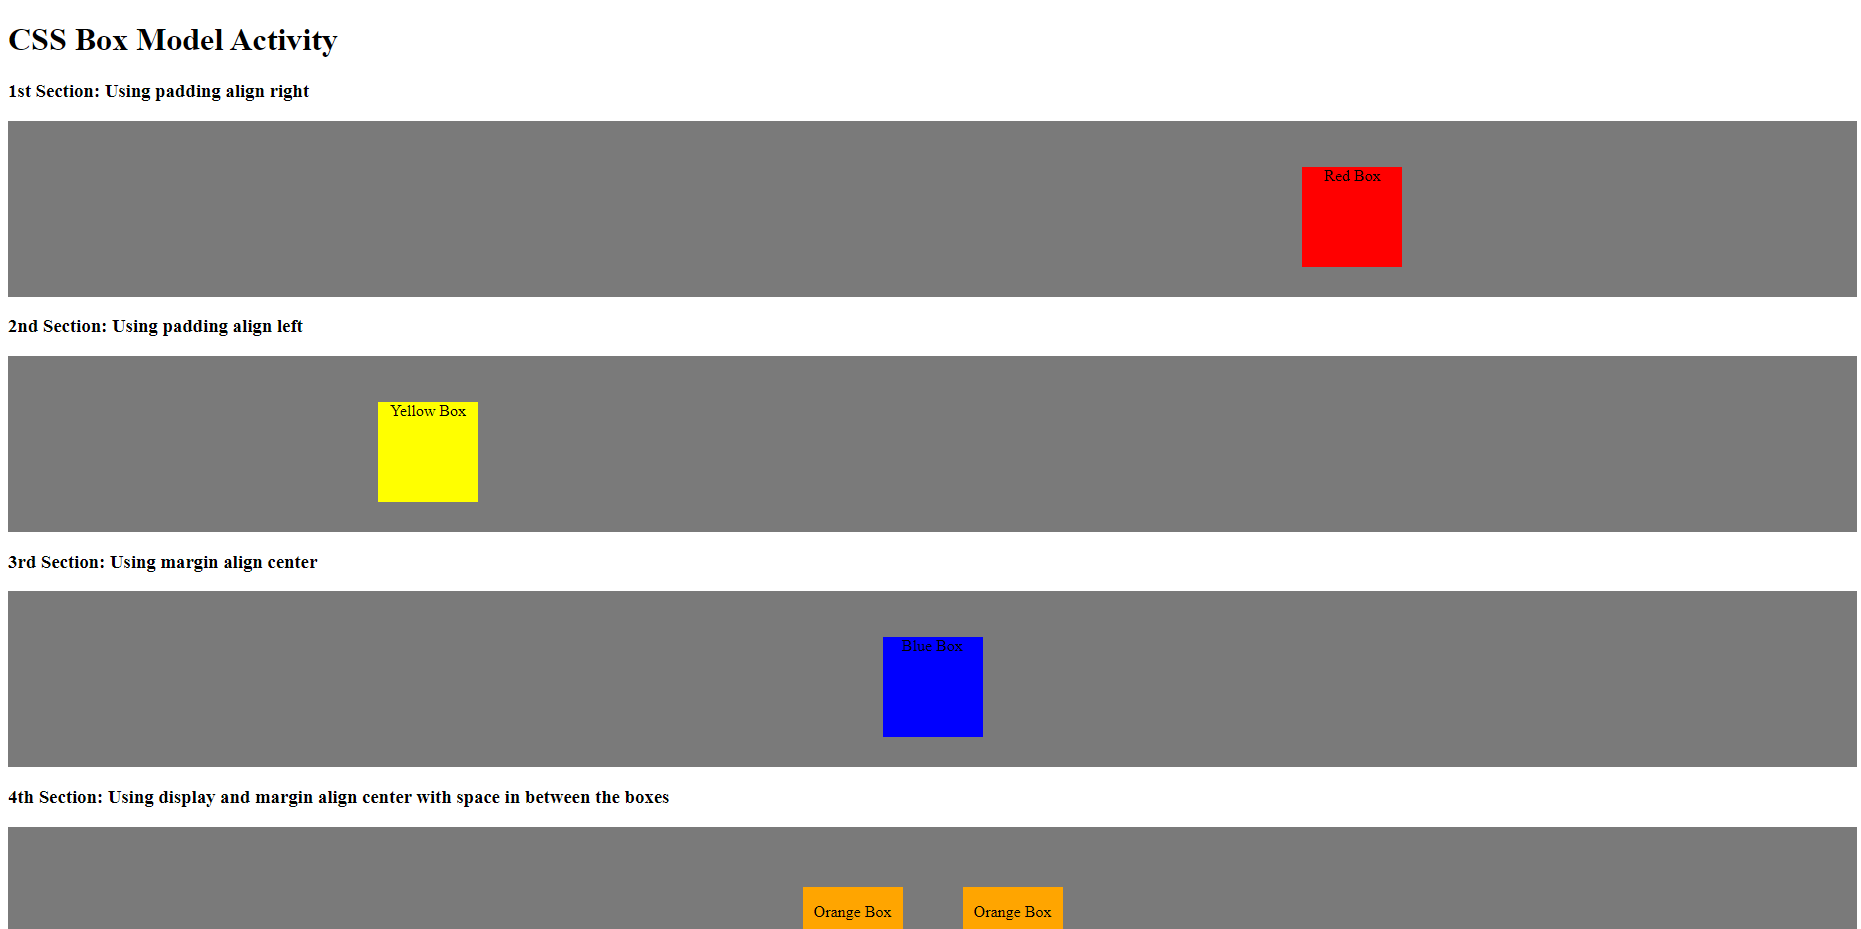 CSS Box Model Activity
1st Section: Using padding align right
Red Box
2nd Section: Using padding align left
Yellow Box
3rd Section: Using margin align center
Blue Box
4th Section: Using display and margin align center with space in between the boxes
Orange Box Orange Box